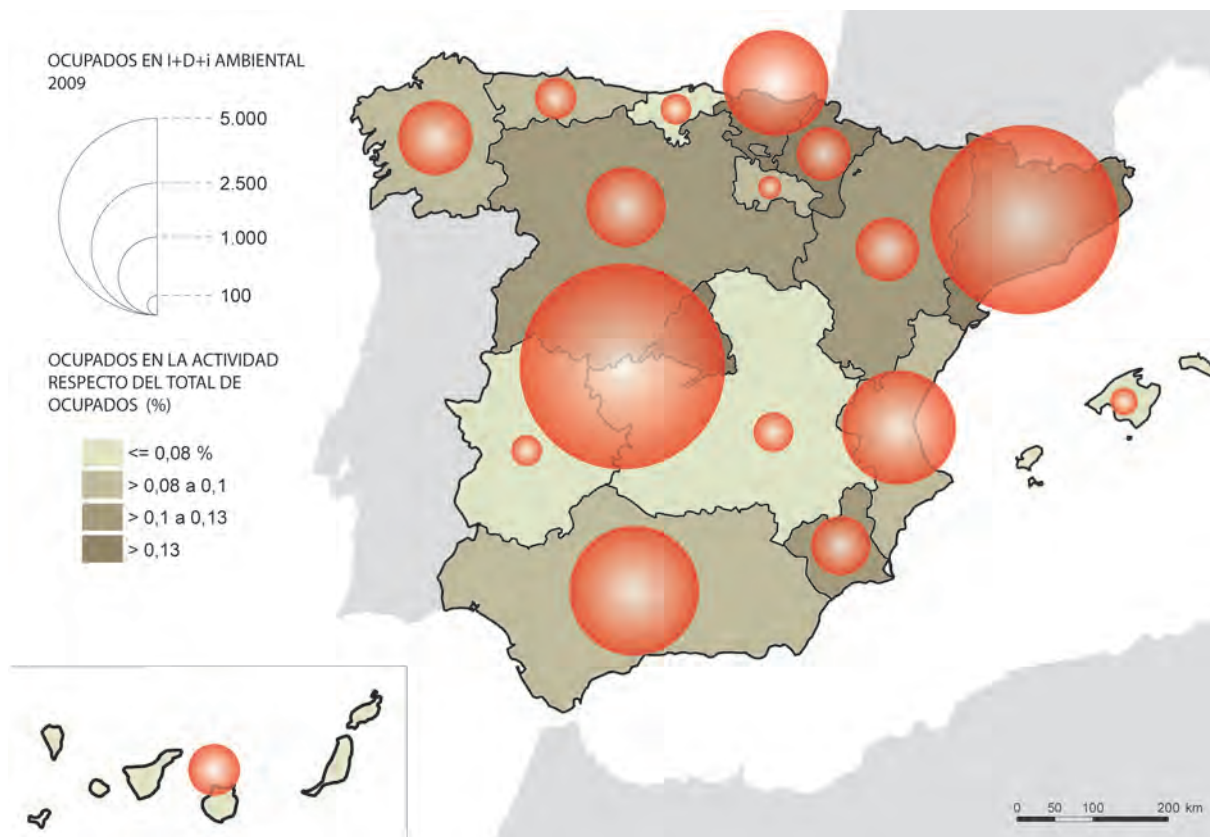 OCUPADOS EN I+D+i AMBIENTAL
2009
5.000
2.500
1.000
100
OCUPADOS EN LA ACTIVIDAD
RESPECTO DEL TOTAL DE
OCUPADOS (%)
<= 0,08 %
> 0,08 a 0,1
> 0,1 a 0,13
> 0,13
0 50 100 200 km